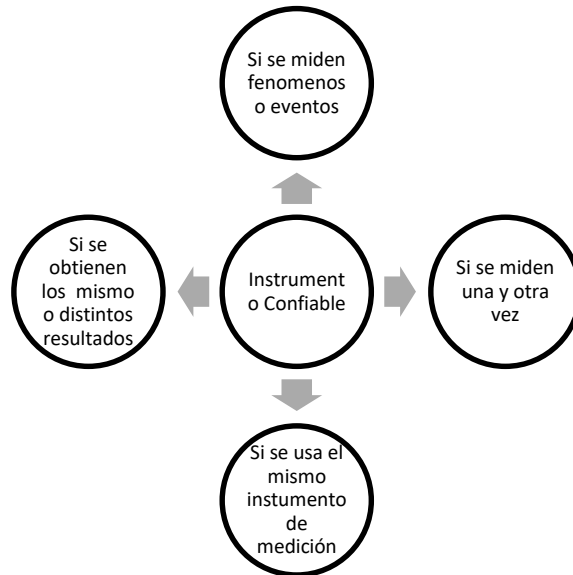 Si se miden
fenomenos
o eventos
Si se
obtienen
los mismo
o distintos
resultados
Instrument
o Confiable
Si se miden
una y otra
vez
Si se usa el
mismo
instumento
de
medición